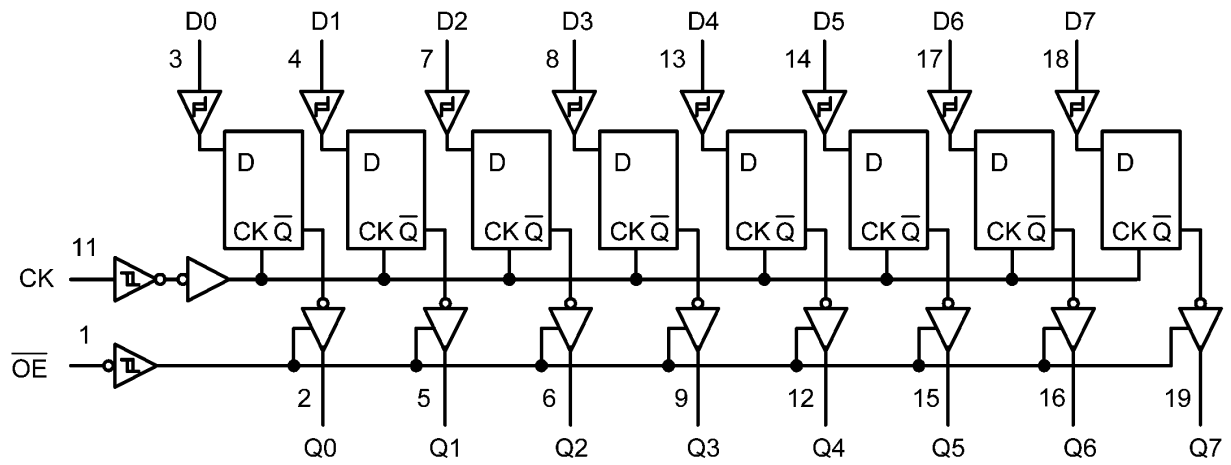 D0 D1 D2 D3 D4 D5 D6 D7
3 4 7 8 13 14 17 18
D D D D D D D D
CK Q̅ CK Q̅ CK Q̅ CK Q̅ CK Q̅ CK Q̅ CK Q̅ CK Q̅
11
CK
1
O̅E̅
2 5 6 9 12 15 16 19
Q0 Q1 Q2 Q3 Q4 Q5 Q6 Q7